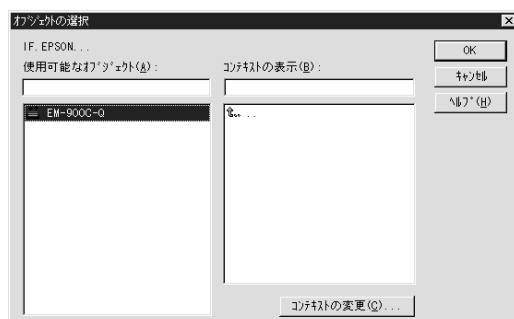 オブジェクトの選択
IF.EPSON...
使用可能なオブジェクト(A):
コンテキストの表示(B):
EM-900C-Q
..
OK
キャンセル
ヘルプ(H)
コンテキストの変更(C)...